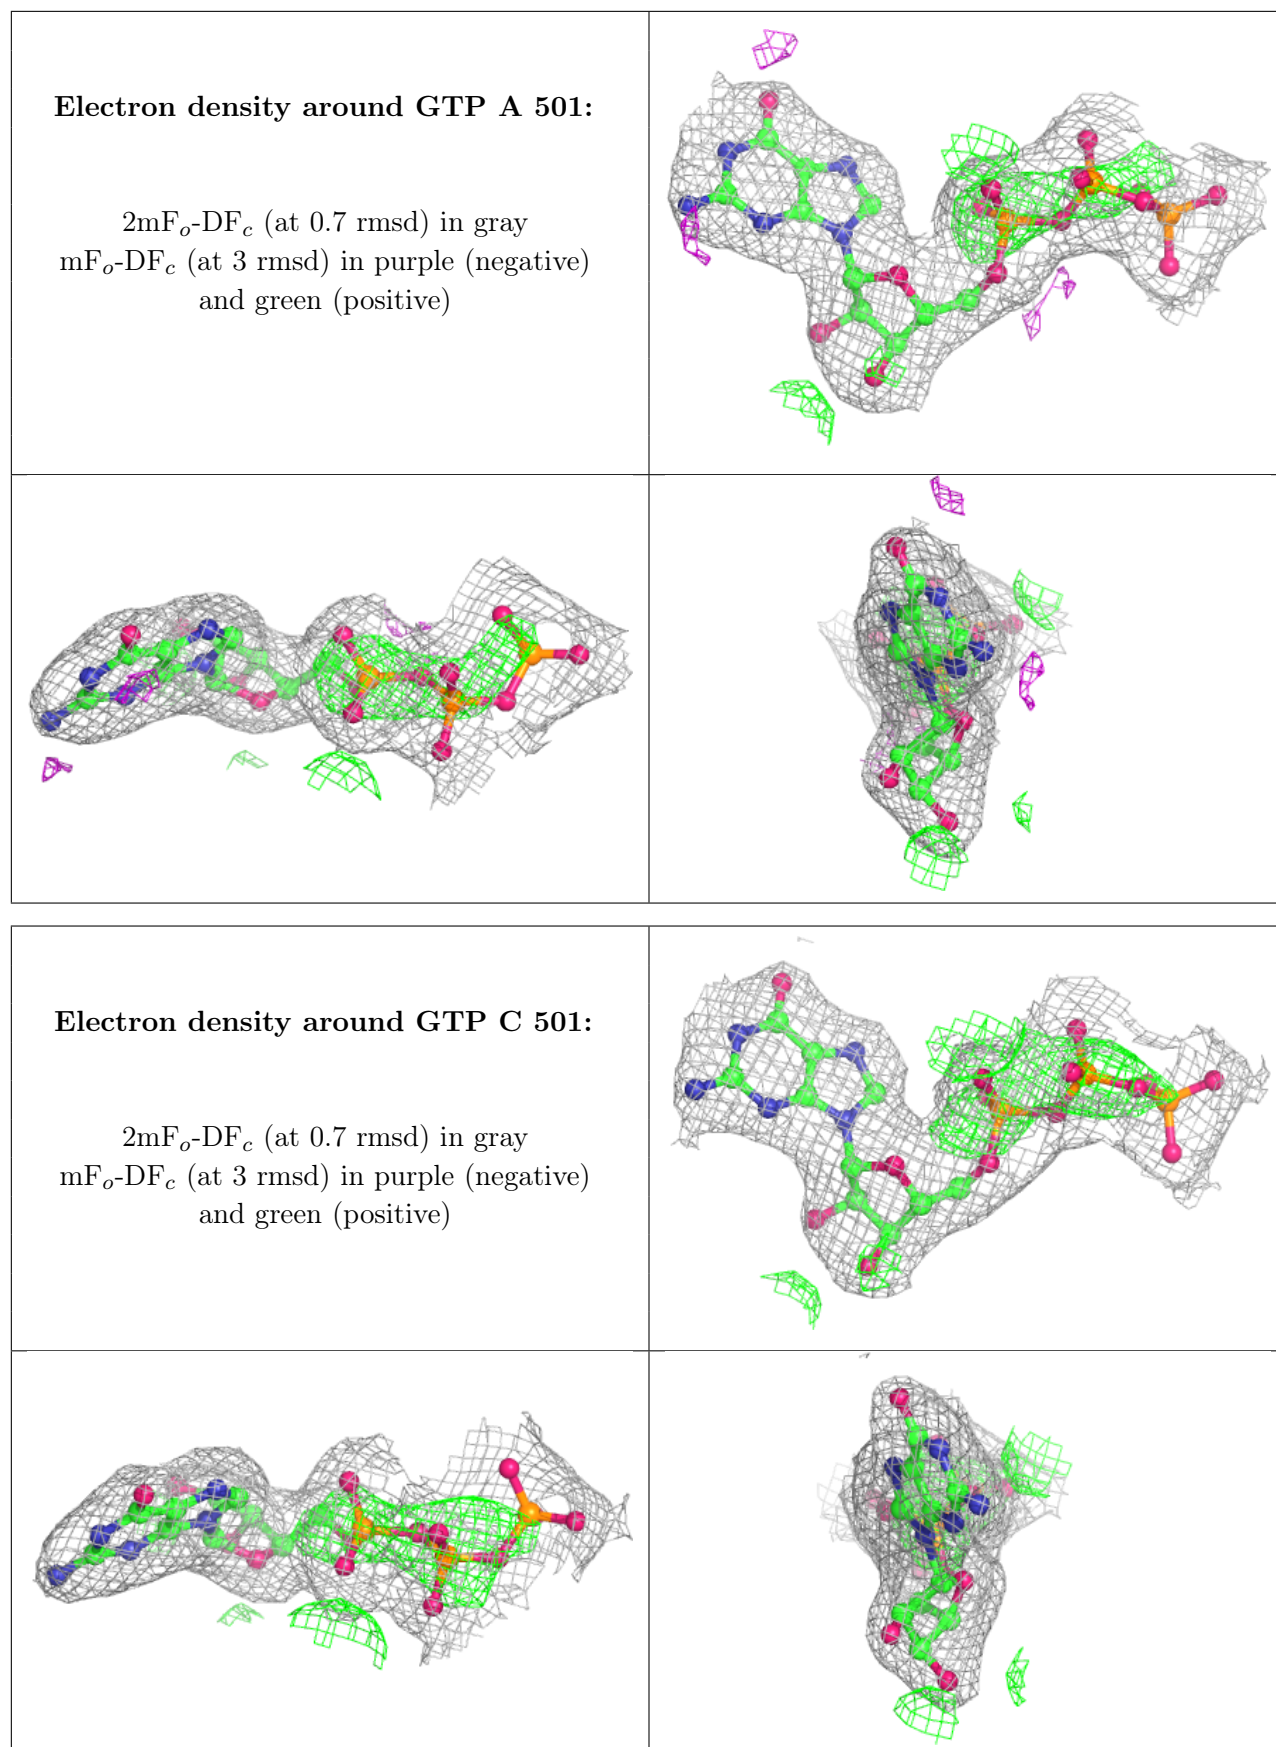 Electron density around GTP A 501:
2mFo-DFc (at 0.7 rmsd) in gray
mFo-DFc (at 3 rmsd) in purple (negative)
and green (positive)
Electron density around GTP C 501:
2mFo-DFc (at 0.7 rmsd) in gray
mFo-DFc (at 3 rmsd) in purple (negative)
and green (positive)